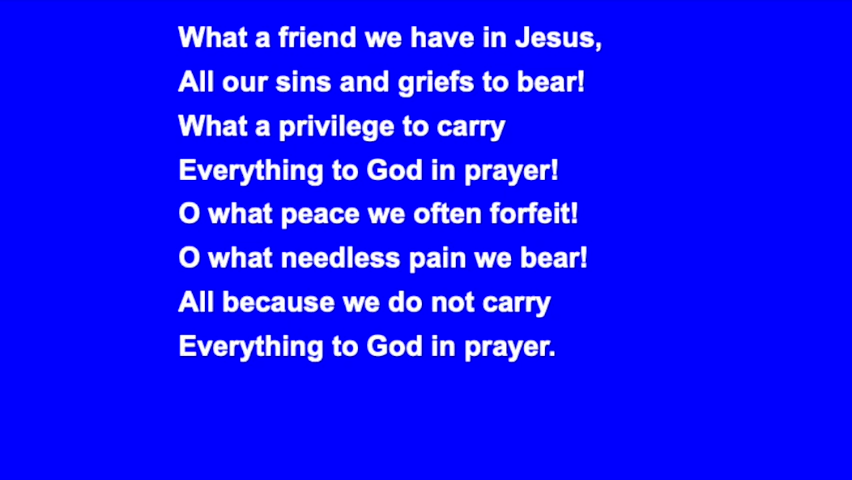 What a friend we have in Jesus,
All our sins and griefs to bear!
What a privilege to carry
Everything to God in prayer!
O what peace we often forfeit!
O what needless pain we bear!
All because we do not carry
Everything to God in prayer.